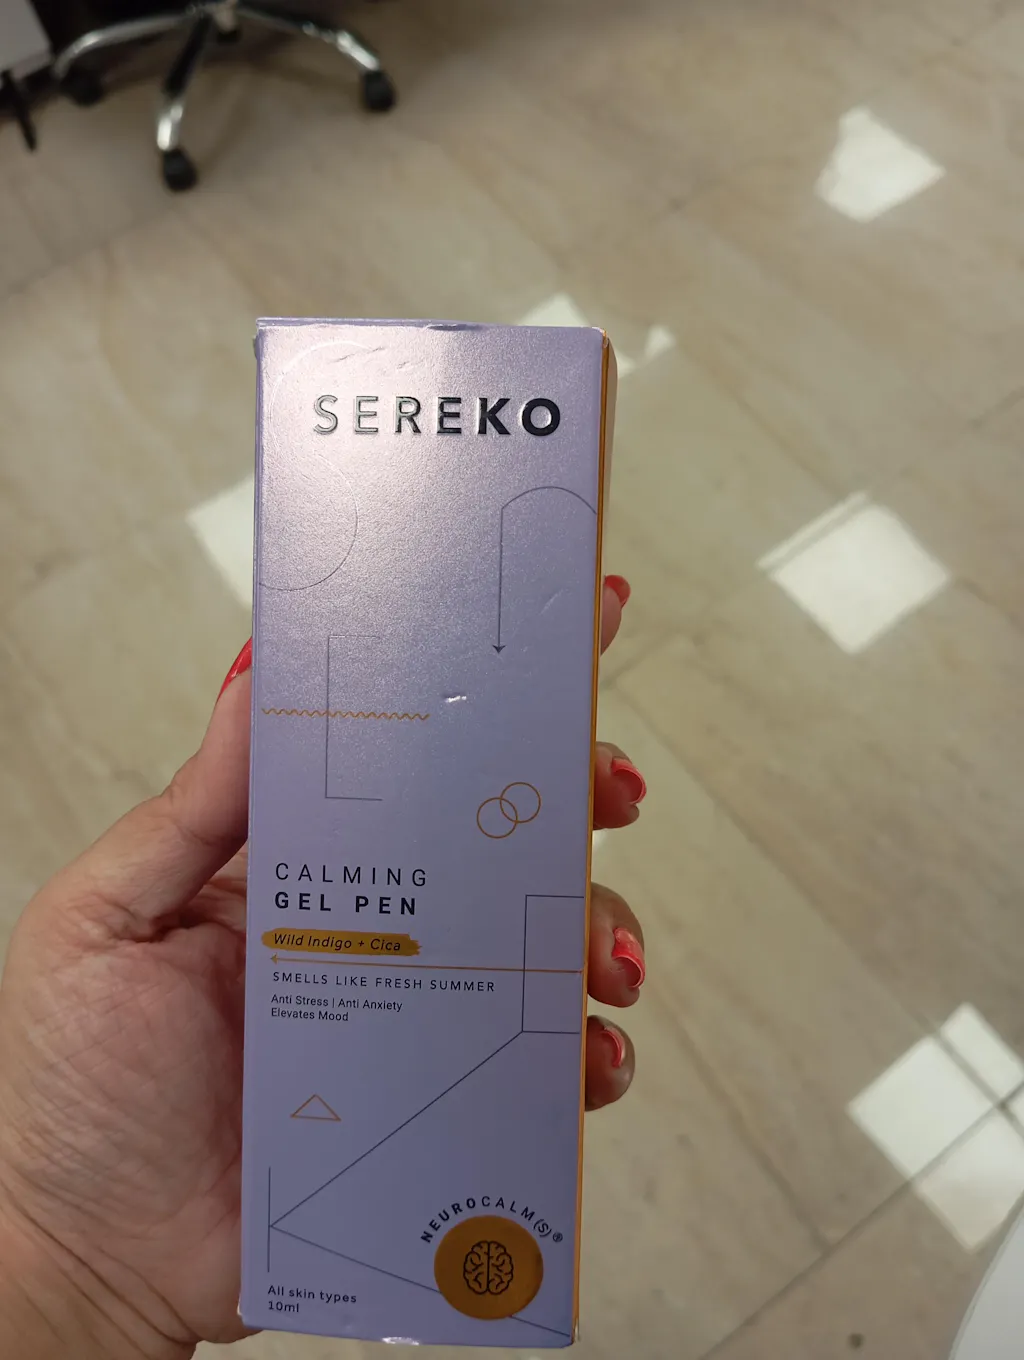 SEREKO
CALMING
GEL PEN
Wild Indigo + Cica
SMELLS LIKE FRESH SUMMER
Anti Stress | Anti Anxiety
Elevates Mood
NEUROCALM(S)®
All skin types
10ml